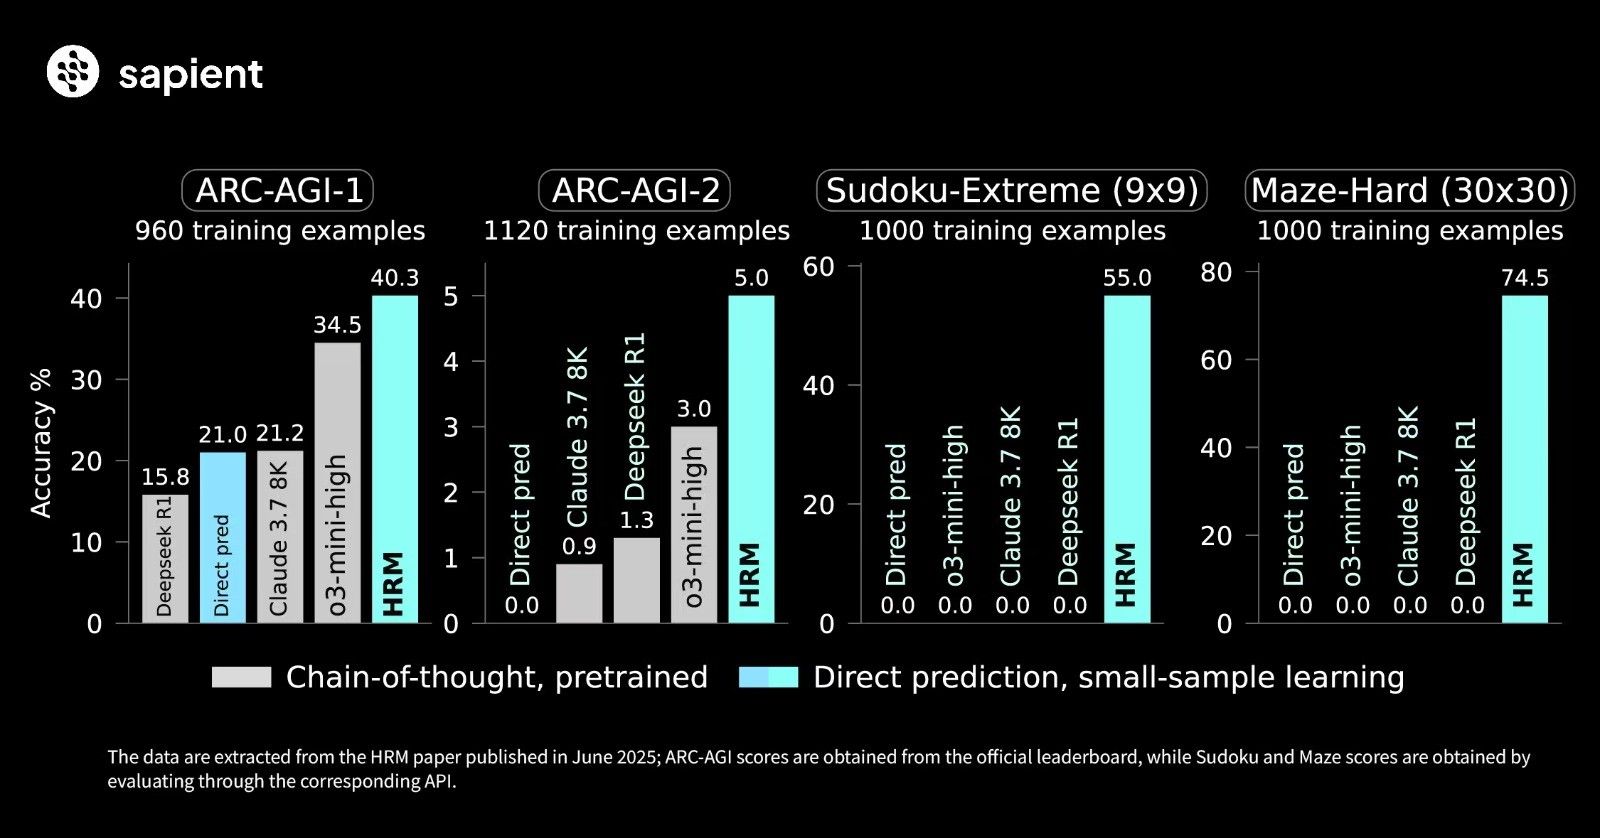 sapient
ARC-AGI-1
960 training examples
Accuracy %
40
30
20
10
0
15.8
Deepseek R1
21.0
Direct pred
21.2
Claude 3.7 8K
34.5
o3-mini-high
40.3
HRM
ARC-AGI-2
1120 training examples
5
4
3
2
1
0
0.0
Direct pred
0.9
Claude 3.7 8K
1.3
Deepseek R1
3.0
o3-mini-high
5.0
HRM
Sudoku-Extreme (9x9)
1000 training examples
60
40
20
0
0.0
Direct pred
0.0
o3-mini-high
0.0
Claude 3.7 8K
0.0
Deepseek R1
55.0
HRM
Maze-Hard (30x30)
1000 training examples
80
60
40
20
0
0.0
Direct pred
0.0
o3-mini-high
0.0
Claude 3.7 8K
0.0
Deepseek R1
74.5
HRM
Chain-of-thought, pretrained
Direct prediction, small-sample learning
The data are extracted from the HRM paper published in June 2025; ARC-AGI scores are obtained from the official leaderboard, while Sudoku and Maze scores are obtained by
evaluating through the corresponding API.